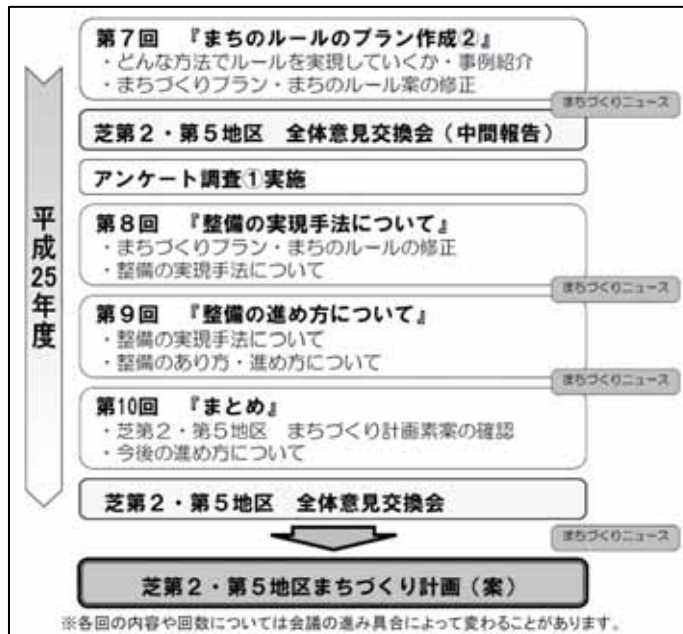 平成25年度
第7回 『まちのルールのプラン作成②』
・どんな方法でルールを実現していくか・事例紹介
・まちづくりプラン・まちのルール案の修正
まちづくりニュース
芝第2・第5地区 全体意見交換会（中間報告）
アンケート調査①実施
第8回 『整備の実現手法について』
・まちづくりプラン・まちのルールの修正
・整備の実現手法について
まちづくりニュース
第9回 『整備の進め方について』
・整備の実現手法について
・整備のあり方・進め方について
まちづくりニュース
第10回 『まとめ』
・芝第2・第5地区 まちづくり計画素案の確認
・今後の進め方について
芝第2・第5地区 全体意見交換会
まちづくりニュース
芝第2・第5地区まちづくり計画（案）
※各回の内容や回数については会議の進み具合によって変わることがあります。